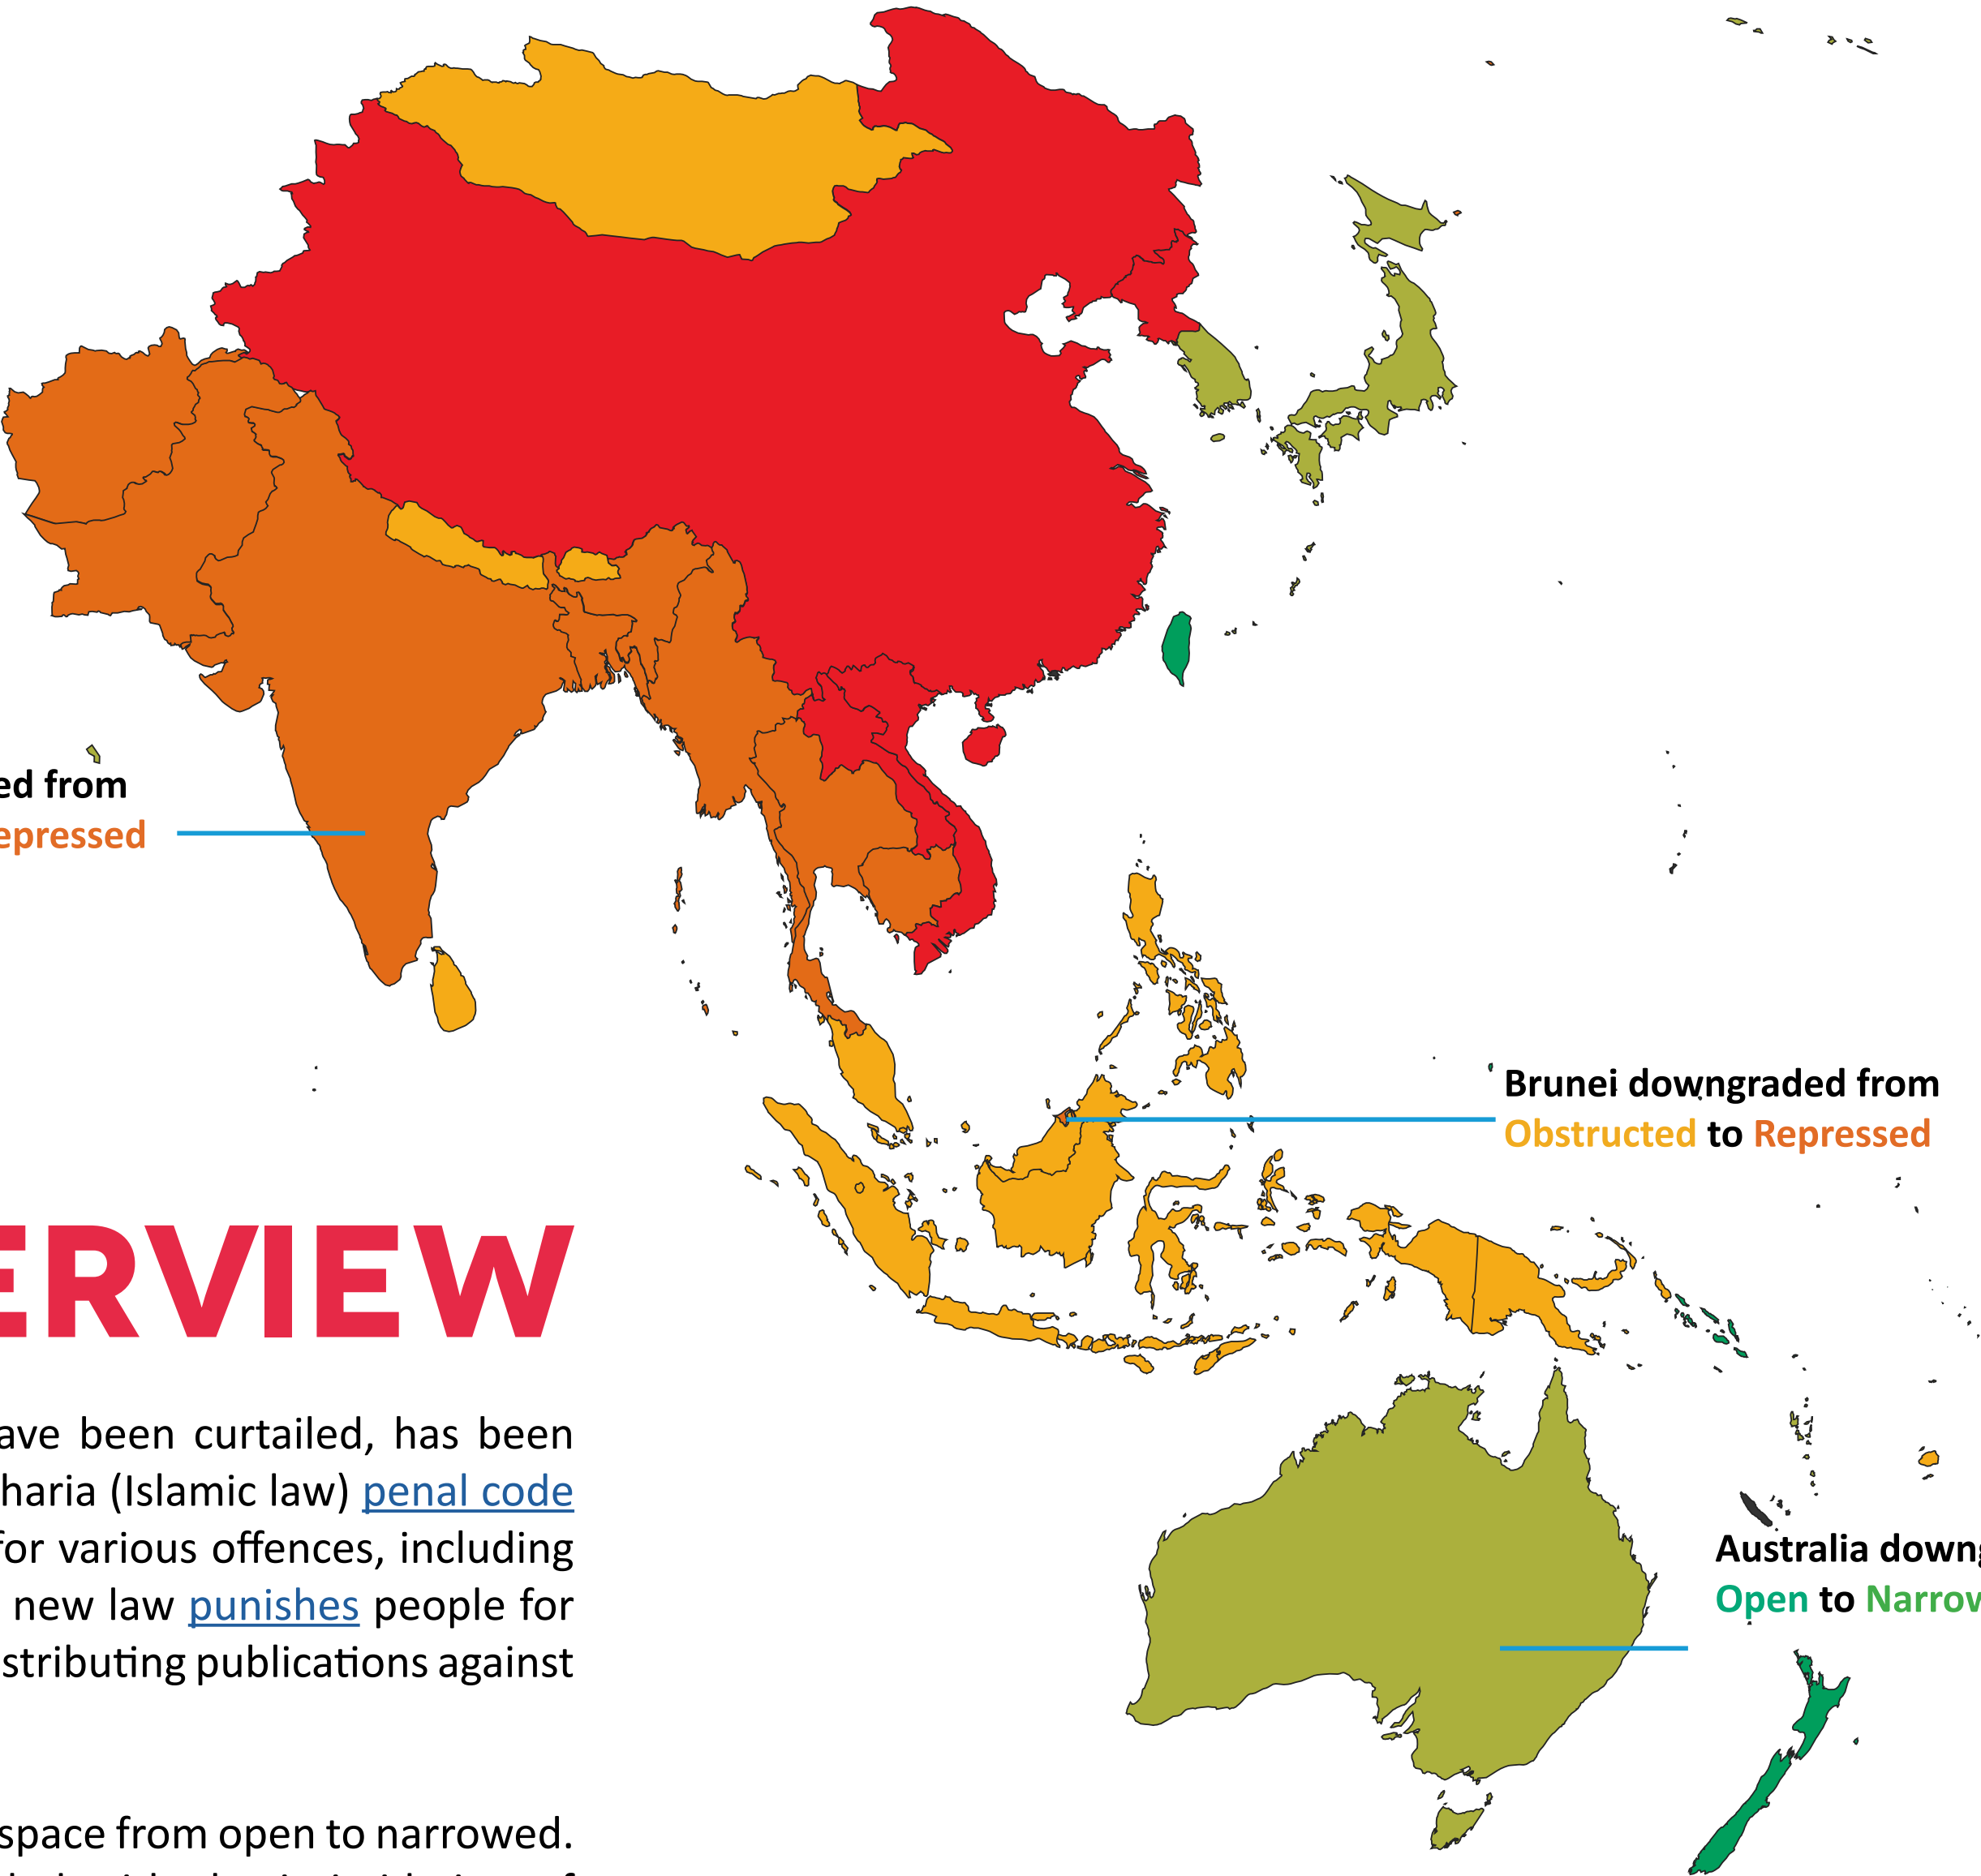 ed from
epressed
Brunei downgraded from
Obstructed to Repressed
ERVIEW
ave been curtailed, has been
haria (Islamic law) penal code
for various offences, including
new law punishes people for
stributing publications against
Australia down
Open to Narrow
space from open to narrowed.